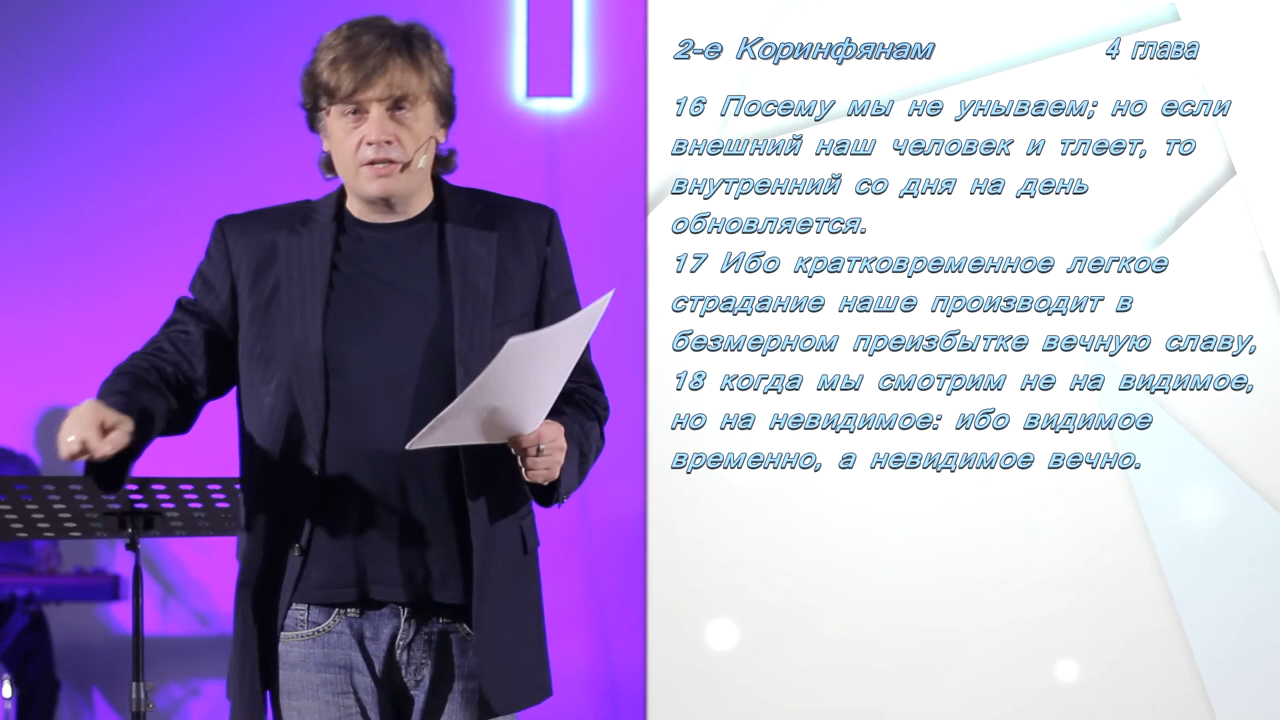 2-е Коринфянам 4 глава
16 Посему мы не унываем; но если
внешний наш человек и тлеет, то
внутренний со дня на день
обновляется.
17 Ибо кратковременное легкое
страдание наше производит в
безмерном преизбытке вечную славу,
18 когда мы смотрим не на видимое,
но на невидимое: ибо видимое
временно, а невидимое вечно.